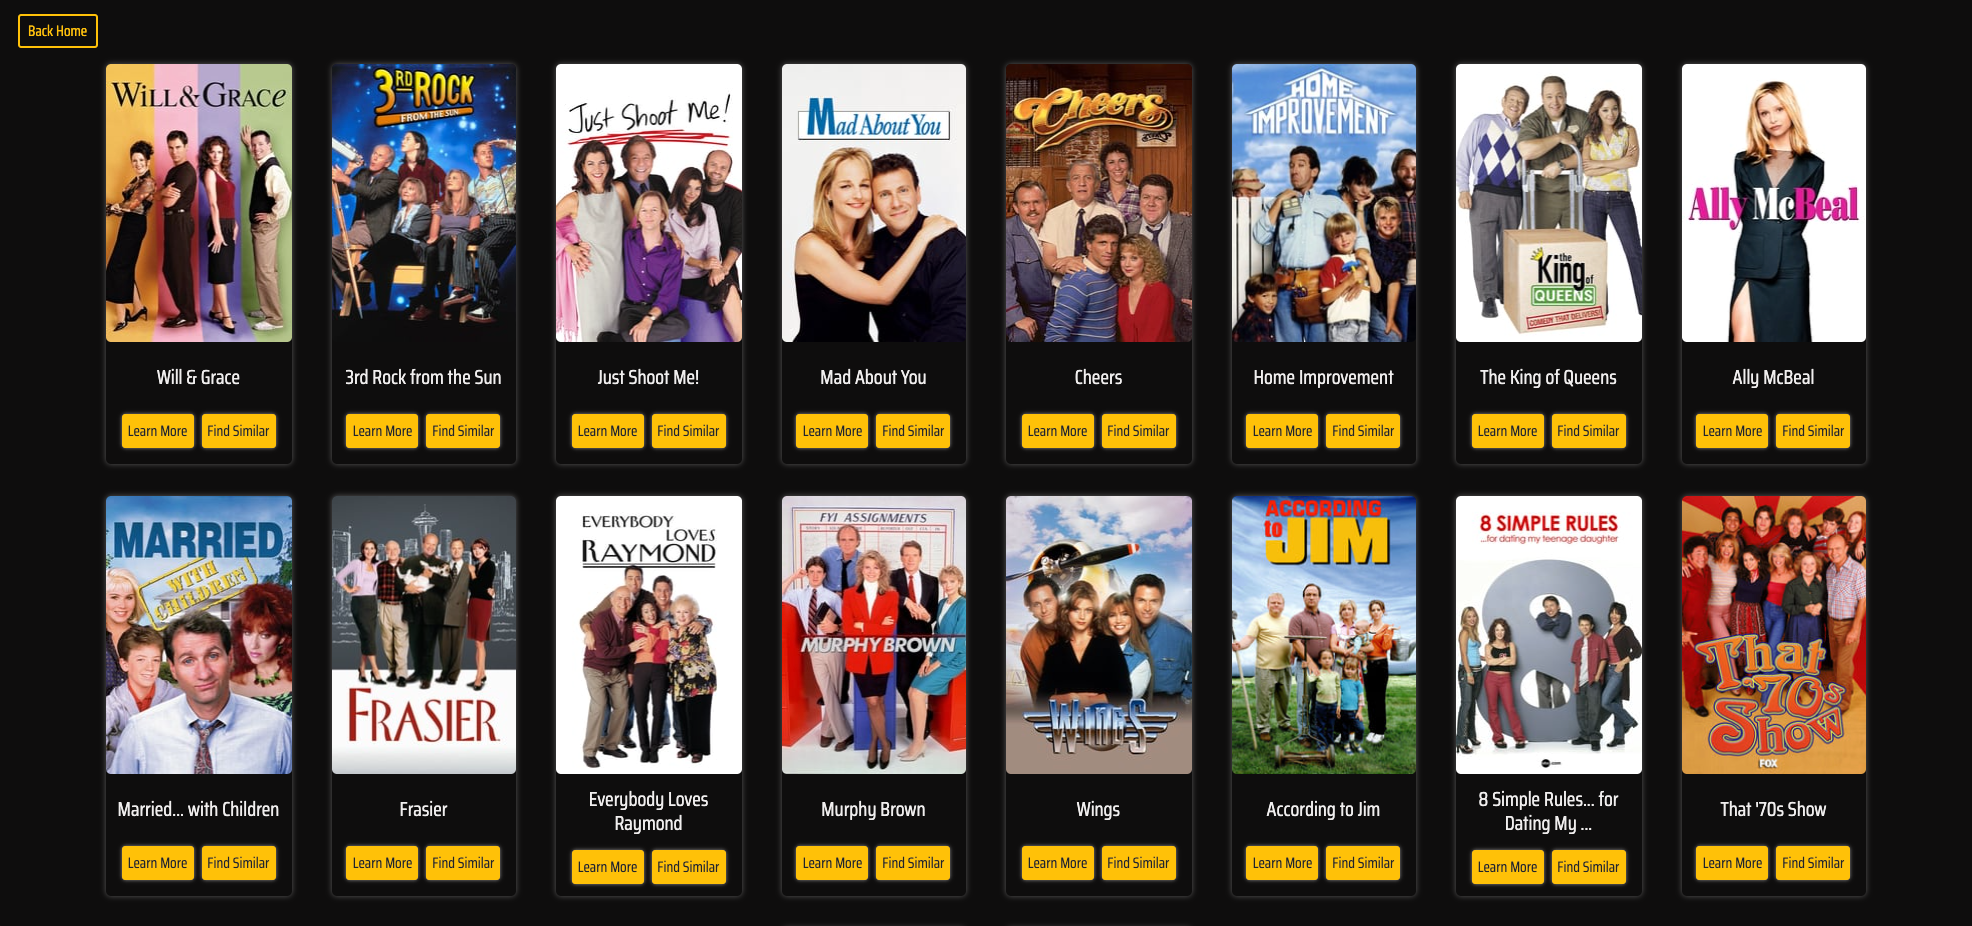 Back Home
WILL & GRACE
3RD ROCK
FROM THE SUN
Just Shoot Me!
Mad About You
Cheers
HOME
IMPROVEMENT
the
King of
QUEENS
COMEDY THAT DELIVERS!
Ally McBeal
Will & Grace
3rd Rock from the Sun
Just Shoot Me!
Mad About You
Cheers
Home Improvement
The King of Queens
Ally McBeal
Learn More Find Similar
Learn More Find Similar
Learn More Find Similar
Learn More Find Similar
Learn More Find Similar
Learn More Find Similar
Learn More Find Similar
Learn More Find Similar
MARRIED
WITH
CHILDREN
FRASIER
EVERYBODY
LOVES
RAYMOND
FYI ASSIGNMENTS
MURPHY BROWN
WINGS
ACCORDING
to
JIM
8 SIMPLE RULES
...for dating my teenage daughter
8
That
'70s
Show
FOX
Married... with Children
Frasier
Everybody Loves
Raymond
Murphy Brown
Wings
According to Jim
8 Simple Rules... for
Dating My ...
That '70s Show
Learn More Find Similar
Learn More Find Similar
Learn More Find Similar
Learn More Find Similar
Learn More Find Similar
Learn More Find Similar
Learn More Find Similar
Learn More Find Similar